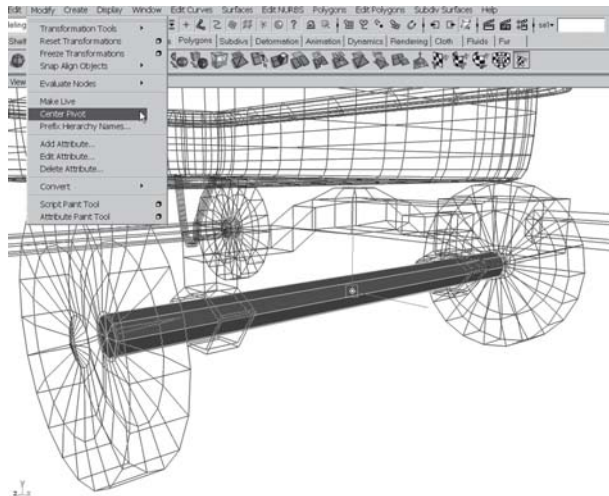 Edit Modify Create Display Window Edit Curves Surfaces Edit NURBS Polygons Edit Polygons Subdiv Surfaces Help
sel
Shelf Polygons Subdivs Deformation Animation Dynamics Rendering Cloth Fluids Fur
View
Transformation Tools
Reset Transformations
Freeze Transformations
Snap Align Objects
Evaluate Nodes
Make Live
Center Pivot
Prefix Hierarchy Names...
Add Attribute...
Edit Attribute...
Delete Attribute...
Convert
Script Paint Tool
Attribute Paint Tool
Y
Z X